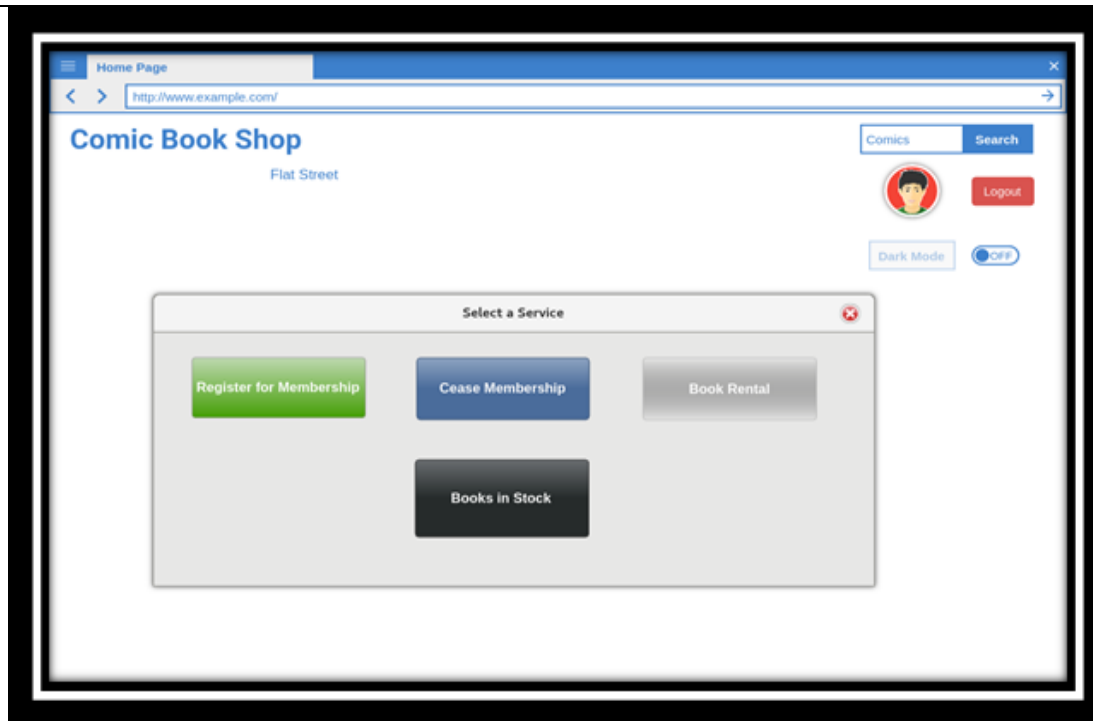 Home Page
http://www.example.com/
Comic Book Shop
Comics
Search
Flat Street
Logout
Dark Mode
OFF
Select a Service
Register for Membership
Cease Membership
Book Rental
Books in Stock